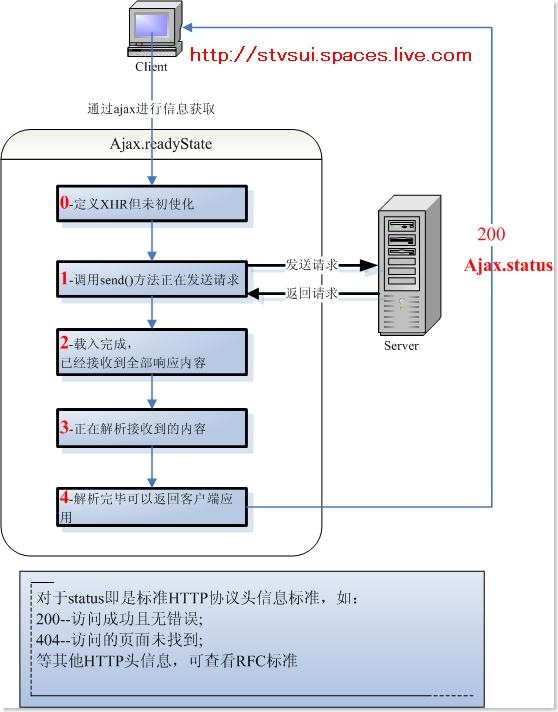 http://stvsui.spaces.live.com
Client
通过ajax进行信息获取
Ajax.readyState
0-定义XHR但未初使化
1-调用send()方法正在发送请求
发送请求
返回请求
Server
200
Ajax.status
2-载入完成，
已经接收到全部响应内容
3-正在解析接收到的内容
4-解析完毕可以返回客户端应
用
对于status即是标准HTTP协议头信息标准，如：
200--访问成功且无错误;
404--访问的页面未找到;
等其他HTTP头信息，可查看RFC标准